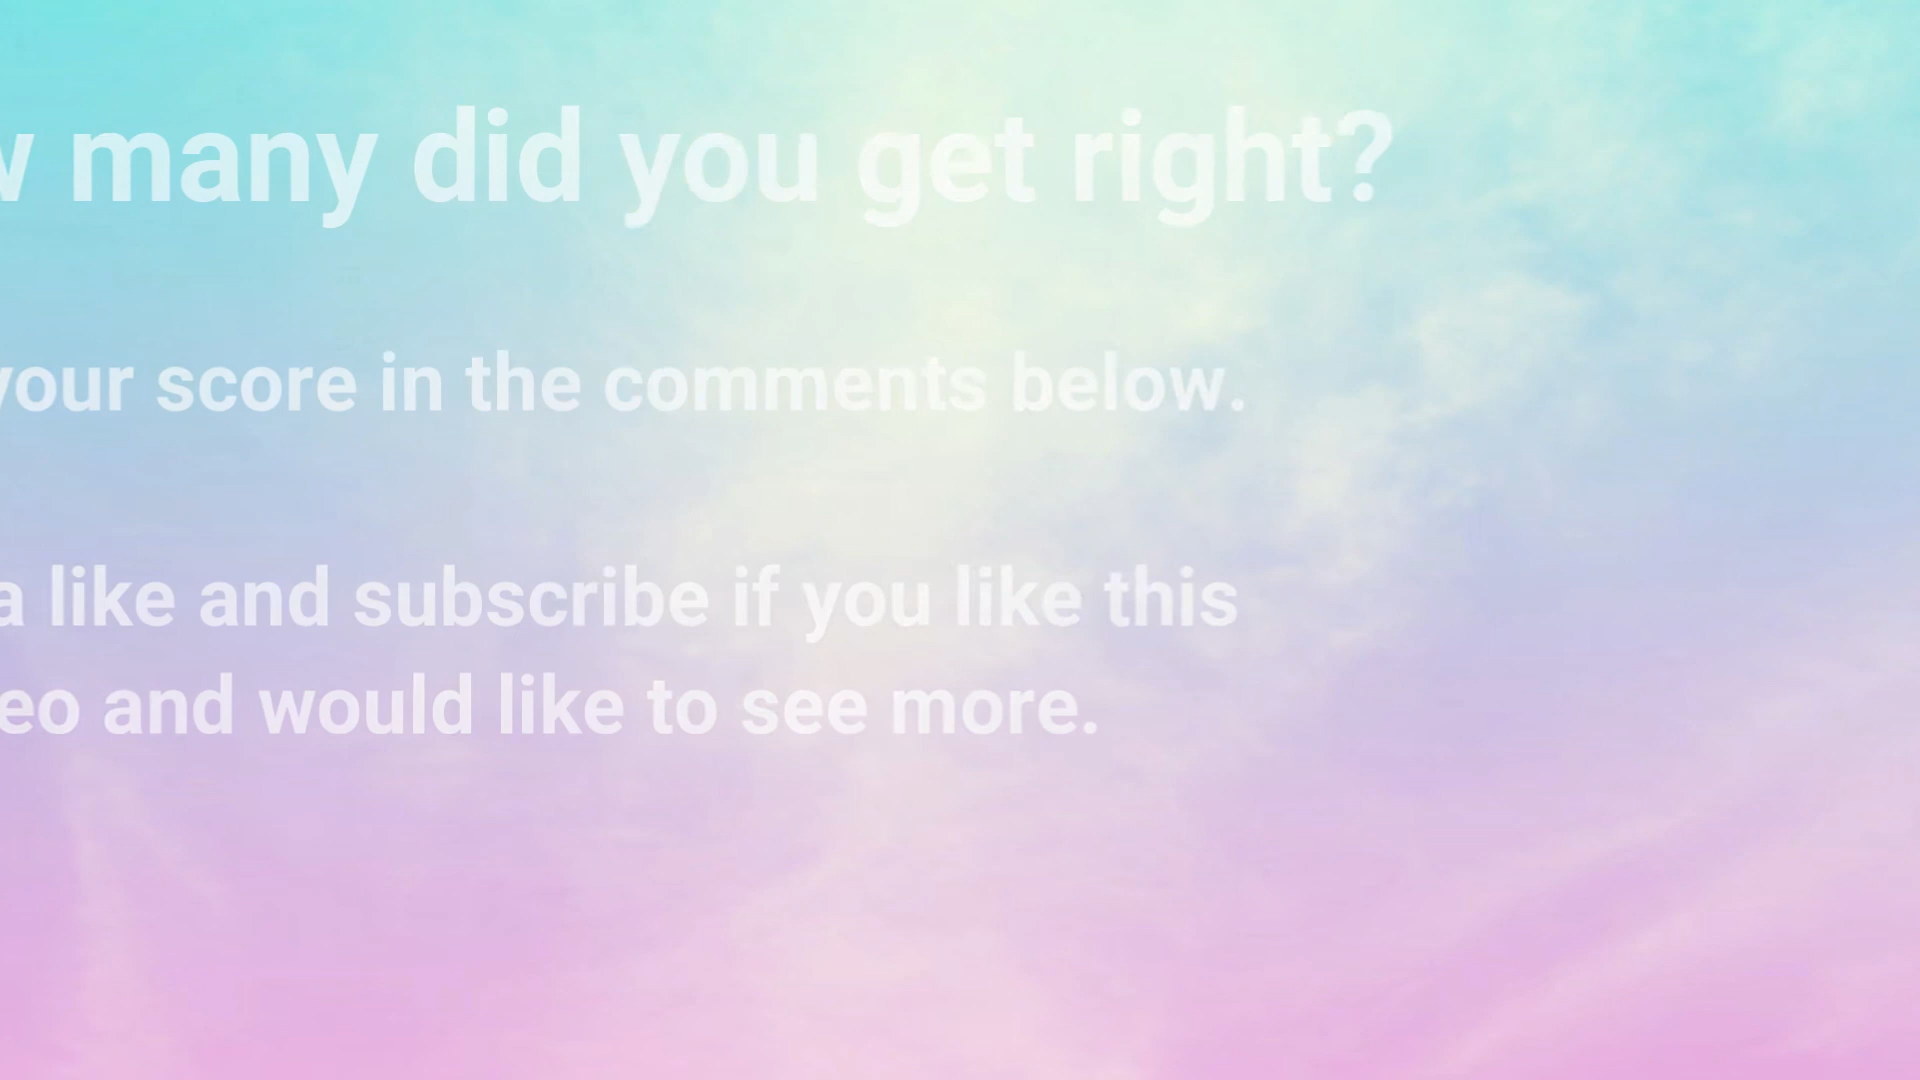 w many did you get right?
your score in the comments below.
a like and subscribe if you like this
eo and would like to see more.